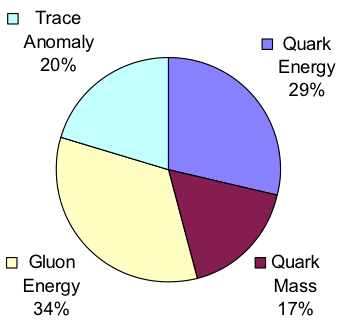 Trace
Anomaly
20%
Quark
Energy
29%
Gluon
Energy
34%
Quark
Mass
17%